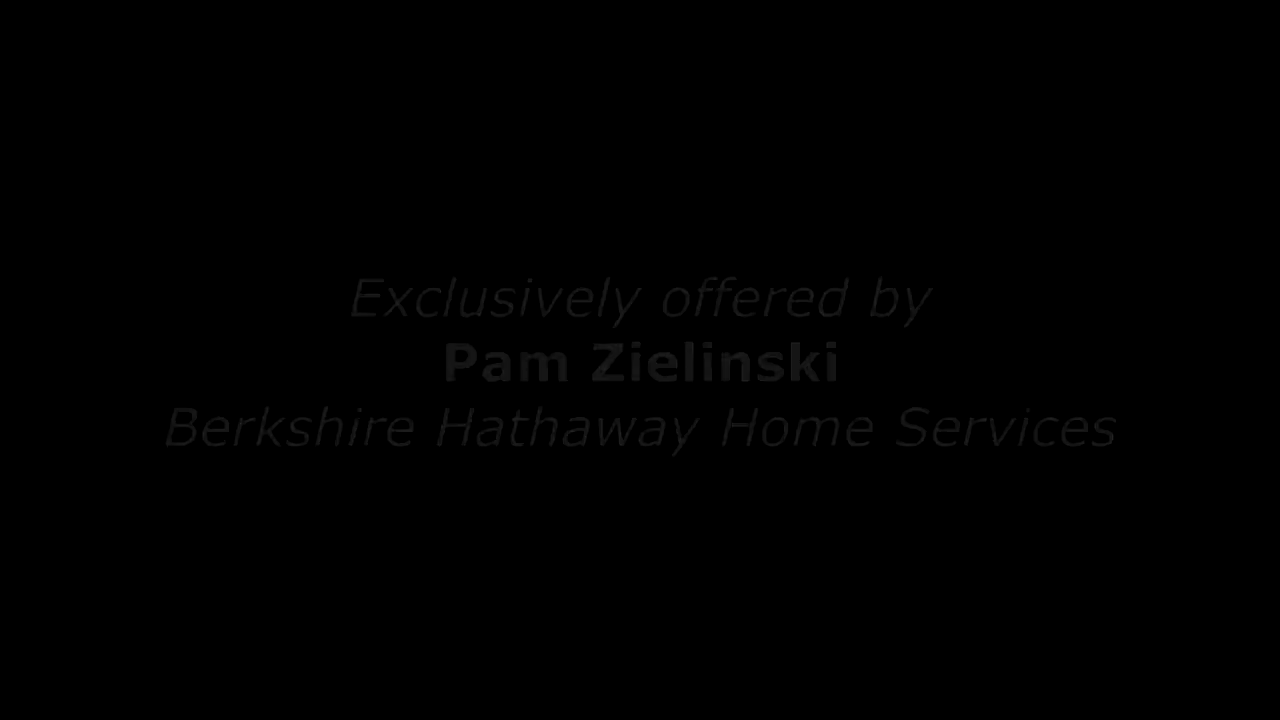 Exclusively offered by
Pam Zielinski
Berkshire Hathaway Home Services